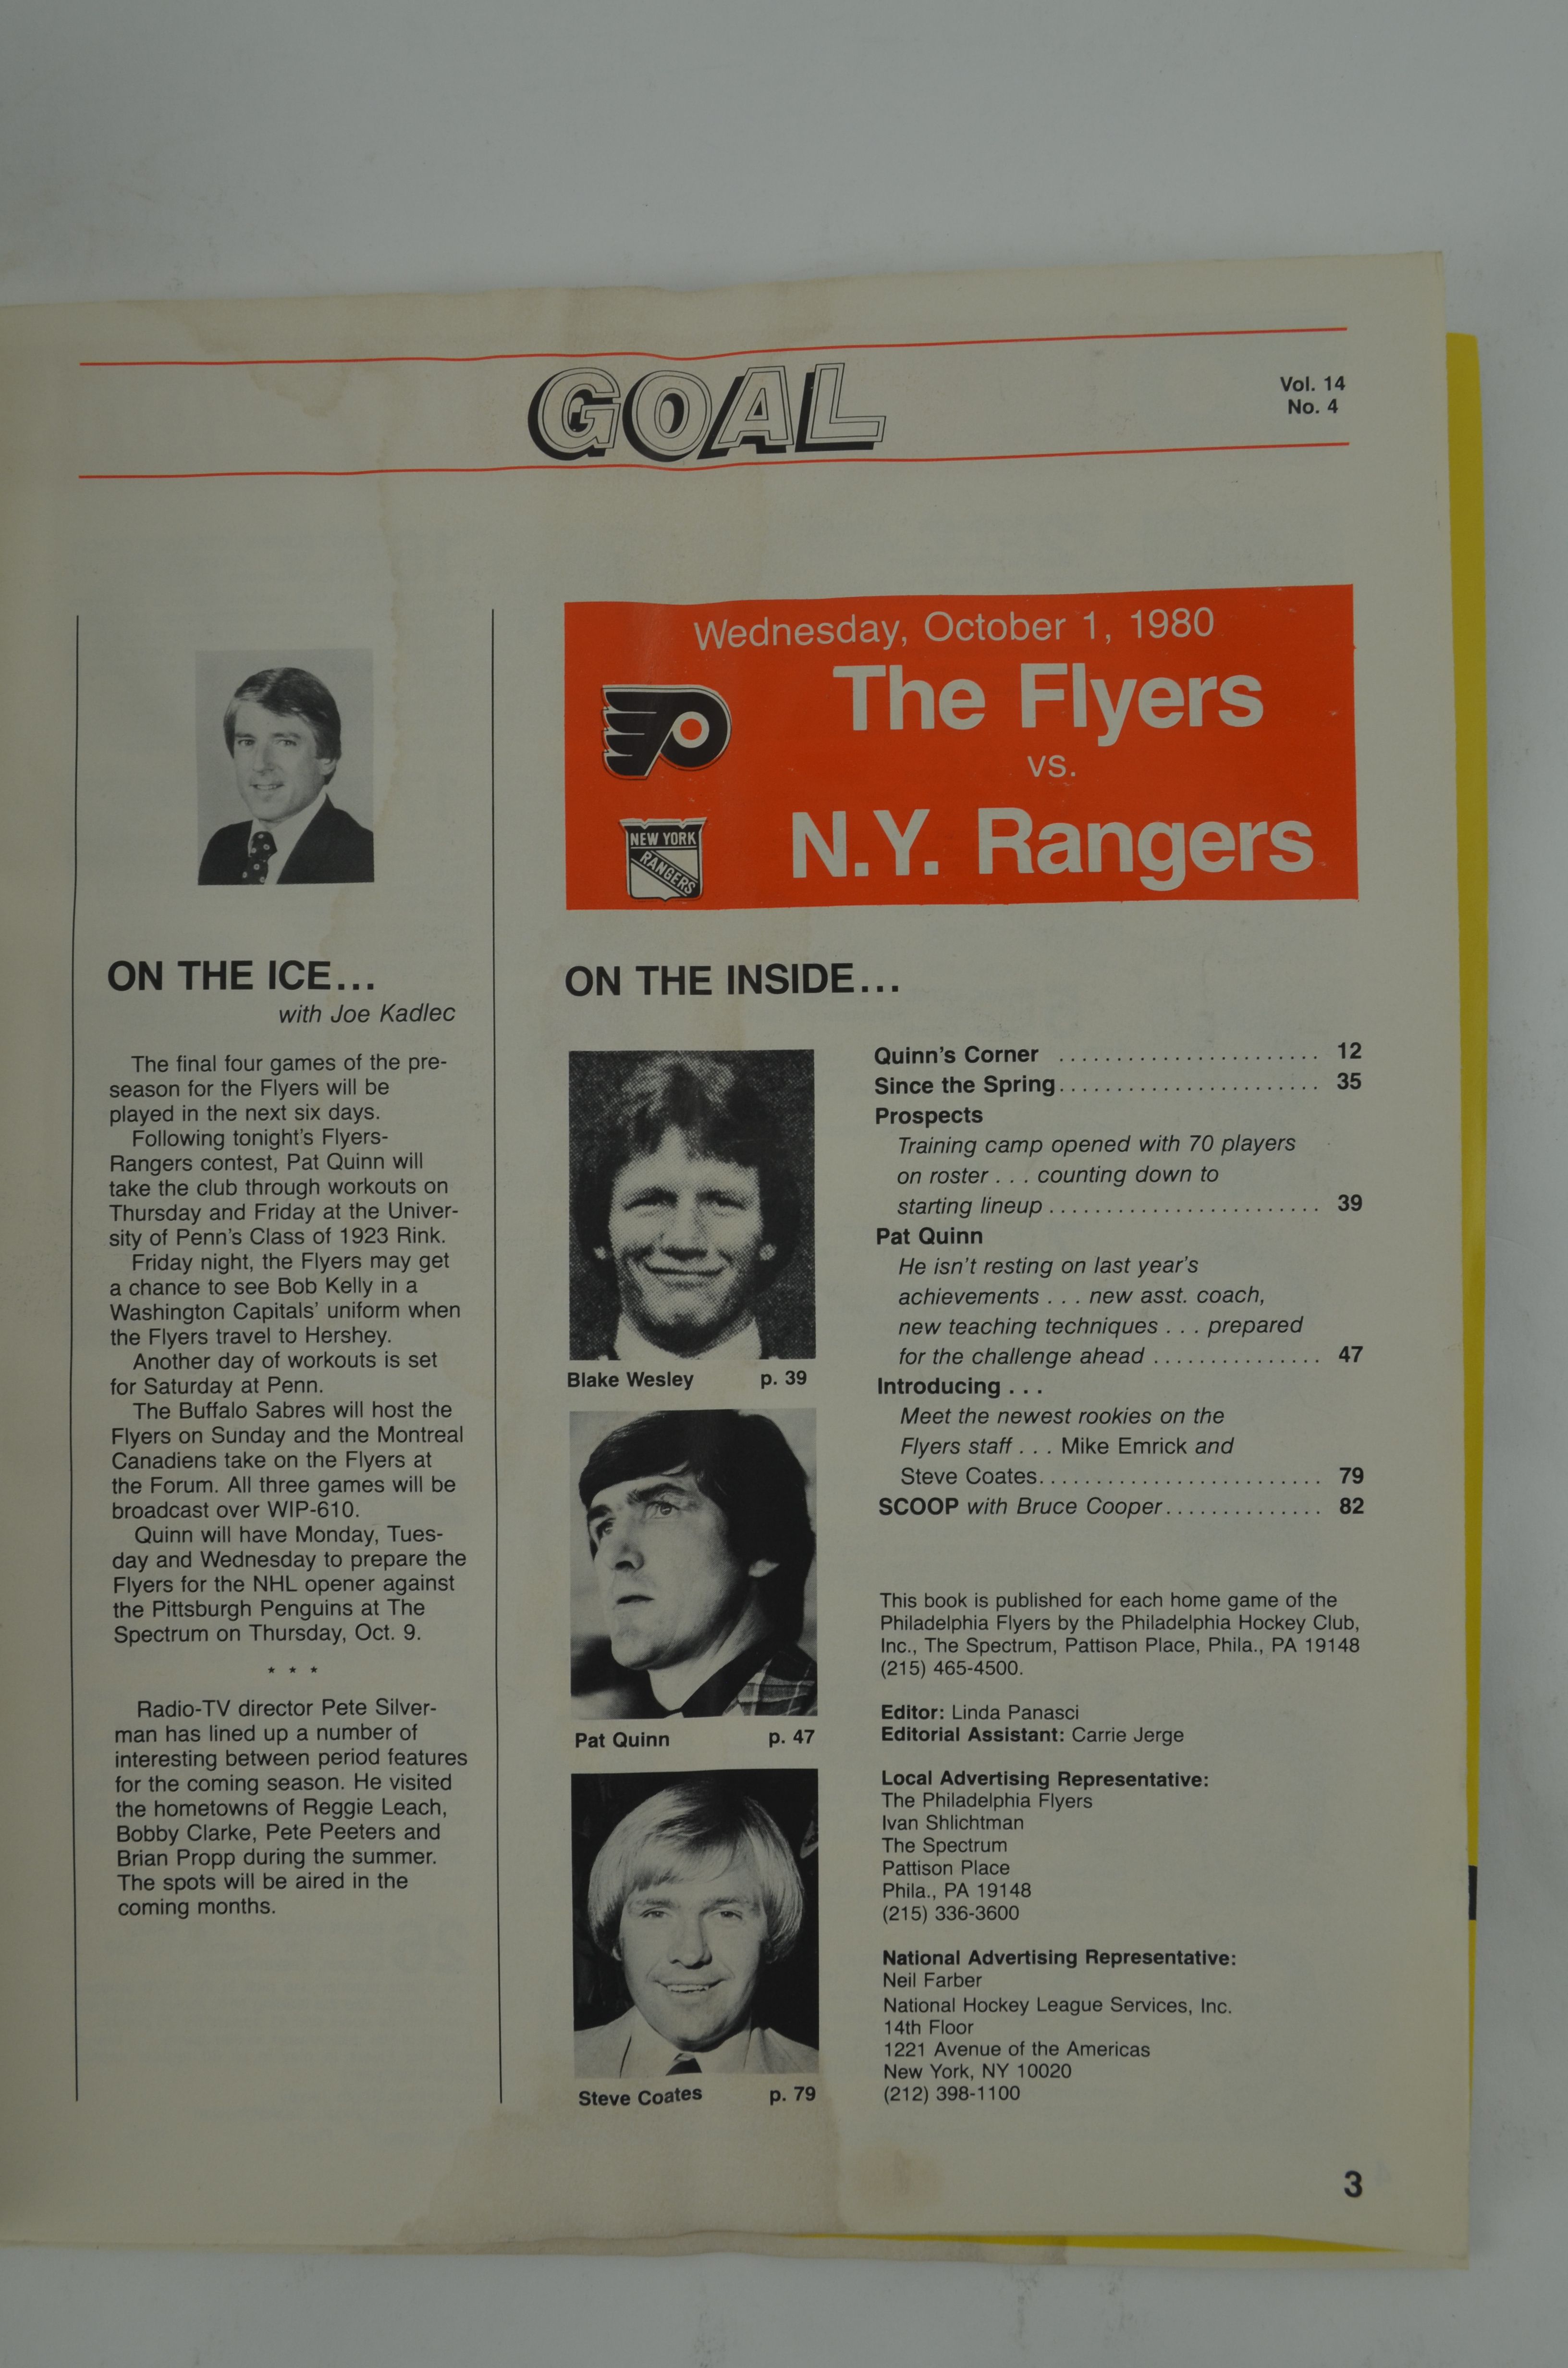 GOAL
Vol. 14
No. 4
ON THE ICE...
with Joe Kadlec
The final four games of the pre-
season for the Flyers will be
played in the next six days.
Following tonight's Flyers-
Rangers contest, Pat Quinn will
take the club through workouts on
Thursday and Friday at the Univer-
sity of Penn's Class of 1923 Rink.
Friday night, the Flyers may get
a chance to see Bob Kelly in a
Washington Capitals' uniform when
the Flyers travel to Hershey.
Another day of workouts is set
for Saturday at Penn.
The Buffalo Sabres will host the
Flyers on Sunday and the Montreal
Canadiens take on the Flyers at
the Forum. All three games will be
broadcast over WIP-610.
Quinn will have Monday, Tues-
day and Wednesday to prepare the
Flyers for the NHL opener against
the Pittsburgh Penguins at The
Spectrum on Thursday, Oct. 9.
* * *
Radio-TV director Pete Silver-
man has lined up a number of
interesting between period features
for the coming season. He visited
the hometowns of Reggie Leach,
Bobby Clarke, Pete Peeters and
Brian Propp during the summer.
The spots will be aired in the
coming months.
Wednesday, October 1, 1980
The Flyers
vs.
N.Y. Rangers
NEW YORK
RANGERS
ON THE INSIDE...
Blake Wesley p. 39
Pat Quinn p. 47
Steve Coates p. 79
Quinn's Corner ....................... 12
Since the Spring....................... 35
Prospects
Training camp opened with 70 players
on roster . . . counting down to
starting lineup ........................ 39
Pat Quinn
He isn't resting on last year's
achievements . . . new asst. coach,
new teaching techniques . . . prepared
for the challenge ahead ............... 47
Introducing . . .
Meet the newest rookies on the
Flyers staff . . . Mike Emrick and
Steve Coates......................... 79
SCOOP with Bruce Cooper.............. 82
This book is published for each home game of the
Philadelphia Flyers by the Philadelphia Hockey Club,
Inc., The Spectrum, Pattison Place, Phila., PA 19148
(215) 465-4500.
Editor: Linda Panasci
Editorial Assistant: Carrie Jerge
Local Advertising Representative:
The Philadelphia Flyers
Ivan Shlichtman
The Spectrum
Pattison Place
Phila., PA 19148
(215) 336-3600
National Advertising Representative:
Neil Farber
National Hockey League Services, Inc.
14th Floor
1221 Avenue of the Americas
New York, NY 10020
(212) 398-1100
3